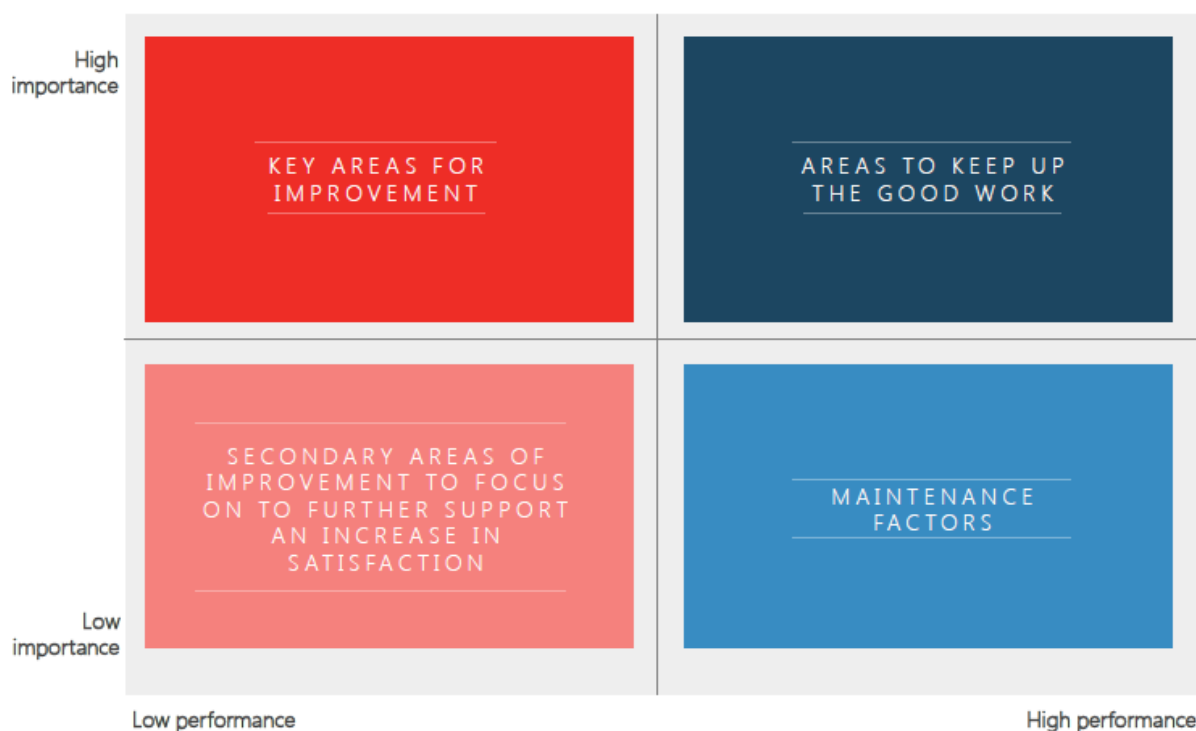 High
importance
KEY AREAS FOR
IMPROVEMENT
AREAS TO KEEP UP
THE GOOD WORK
SECONDARY AREAS OF
IMPROVEMENT TO FOCUS
ON TO FURTHER SUPPORT
AN INCREASE IN
SATISFACTION
MAINTENANCE
FACTORS
Low
importance
Low performance
High performance